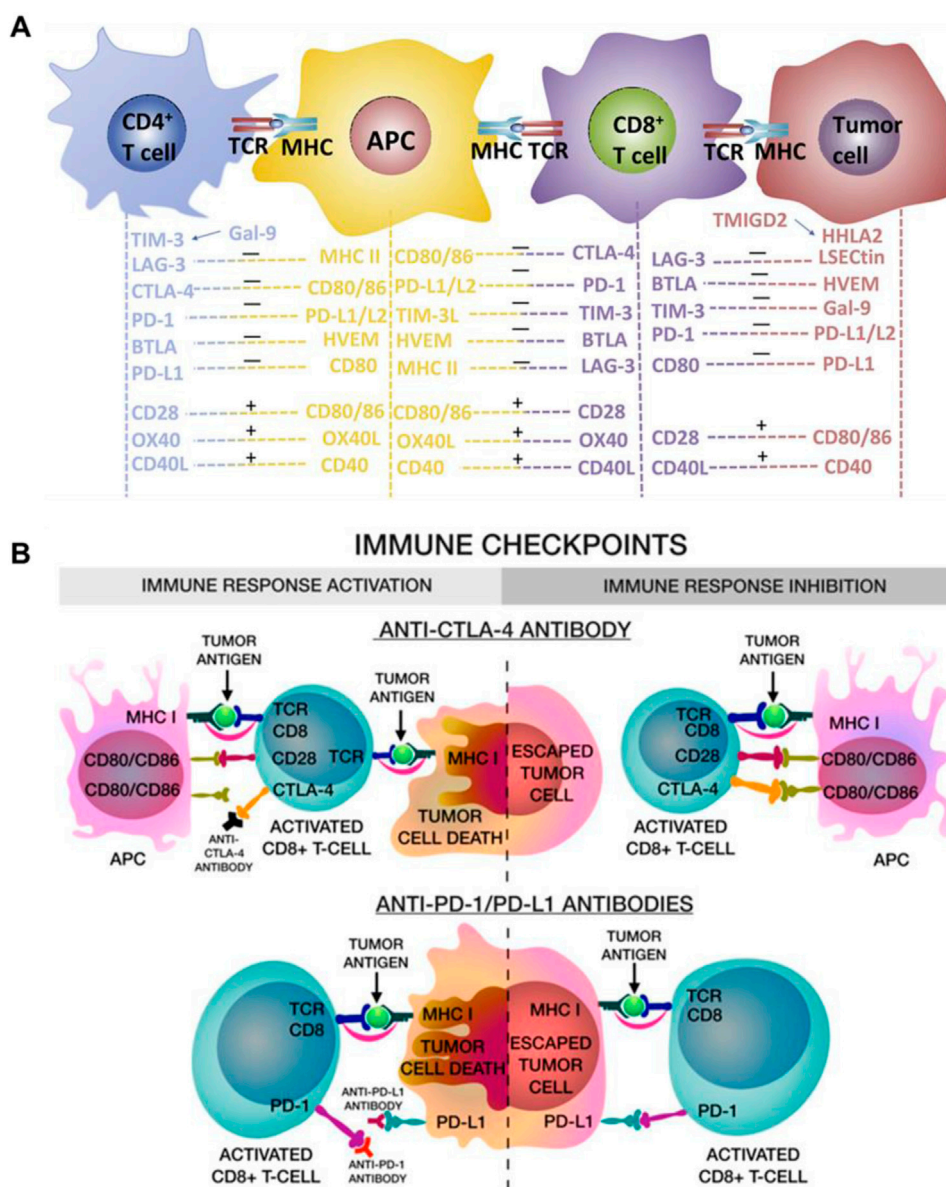 A
CD4+
T cell
TCR MHC
APC
MHC TCR
CD8+
T cell
TCR MHC
Tumor
cell
TIM-3 Gal-9
TMIGD2
HHLA2
LAG-3 — MHC II CD80/86 — CTLA-4 LAG-3 — LSECtin
CTLA-4 — CD80/86 PD-L1/L2 — PD-1 BTLA — HVEM
PD-1 — PD-L1/L2 TIM-3L — TIM-3 TIM-3 — Gal-9
BTLA — HVEM HVEM — BTLA PD-1 — PD-L1/L2
PD-L1 — CD80 MHC II — LAG-3 CD80 — PD-L1
CD28 + CD80/86 CD80/86 + CD28
OX40 + OX40L OX40L + OX40 CD28 + CD80/86
CD40L + CD40 CD40 + CD40L CD40L + CD40
B
IMMUNE CHECKPOINTS
IMMUNE RESPONSE ACTIVATION IMMUNE RESPONSE INHIBITION
ANTI-CTLA-4 ANTIBODY
TUMOR
ANTIGEN
MHC I
TCR
CD8
CD80/CD86
CD28
CD80/CD86
CTLA-4
ANTI-
CTLA-4
ANTIBODY
APC
ACTIVATED
CD8+ T-CELL
TUMOR
ANTIGEN
TCR
MHC I
TUMOR
CELL DEATH
ESCAPED
TUMOR
CELL
TUMOR
ANTIGEN
TCR
CD8
MHC I
CD28
CD80/CD86
CTLA-4
CD80/CD86
ACTIVATED
CD8+ T-CELL
APC
ANTI-PD-1/PD-L1 ANTIBODIES
TUMOR
ANTIGEN
TCR
CD8
MHC I
TUMOR
CELL DEATH
ANTI-PD-L1
ANTIBODY
PD-1
PD-L1
ANTI-PD-1
ANTIBODY
ACTIVATED
CD8+ T-CELL
MHC I
ESCAPED
TUMOR
CELL
PD-L1
TUMOR
ANTIGEN
TCR
CD8
PD-1
ACTIVATED
CD8+ T-CELL